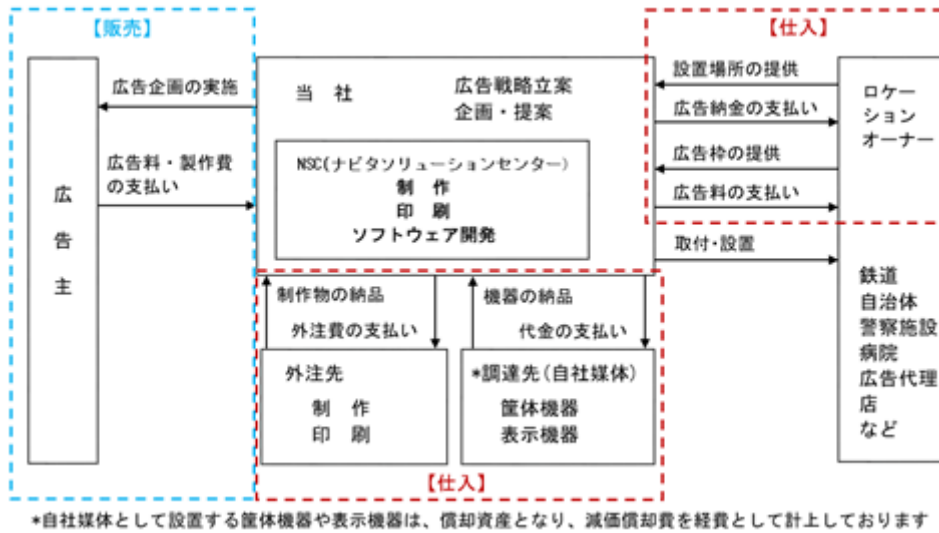 【販売】
【仕入】
広告企画の実施
広告料・製作費
の支払い
広
告
主
当 社
広告戦略立案
企画・提案
NSC(ナビタソリューションセンター)
制 作
印 刷
ソフトウェア開発
設置場所の提供
広告納金の支払い
広告枠の提供
広告料の支払い
取付・設置
ロケー
ション
オーナー
鉄道
自治体
警察施設
病院
広告代理
店
など
制作物の納品
外注費の支払い
機器の納品
代金の支払い
外注先
制 作
印 刷
*調達先(自社媒体)
筐体機器
表示機器
【仕入】
*自社媒体として設置する筐体機器や表示機器は、償却資産となり、減価償却費を経費として計上しております